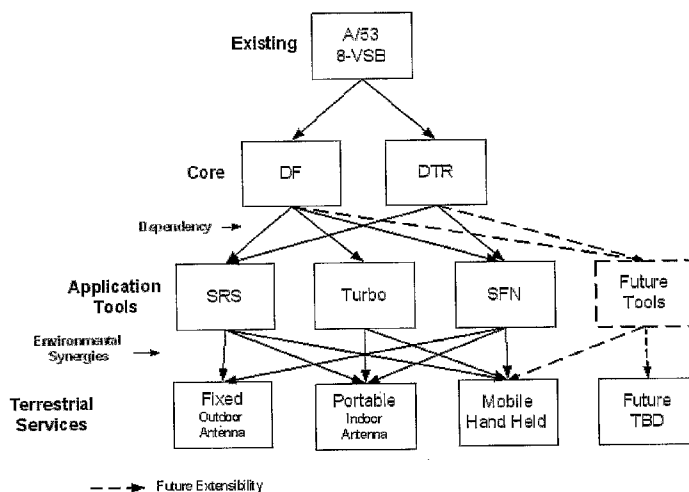 Existing
A/53
8-VSB
Core
DF
DTR
Dependency
Application
Tools
SRS
Turbo
SFN
Future
Tools
Environmental
Synergies
Terrestrial
Services
Fixed
Outdoor
Antenna
Portable
Indoor
Antenna
Mobile
Hand Held
Future
TBD
Future Extensibility